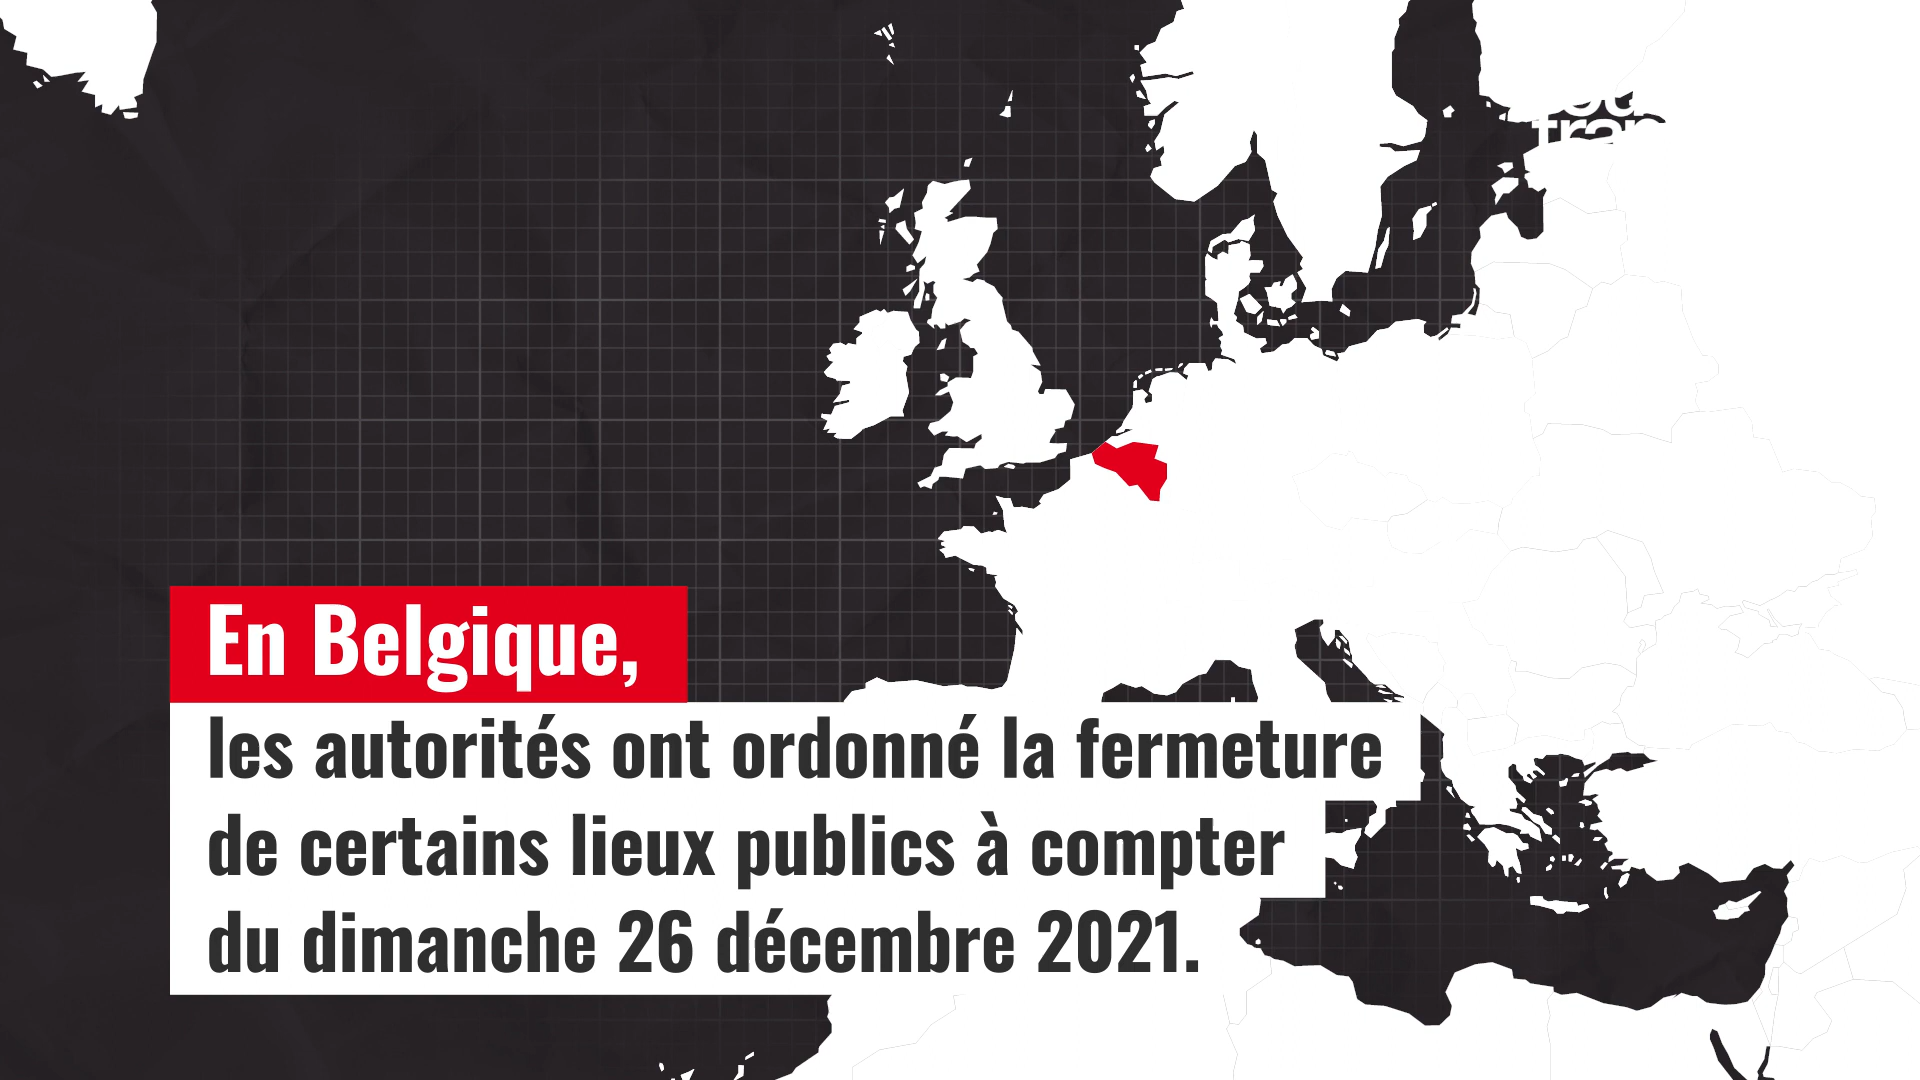 En Belgique,
les autorités ont ordonné la fermeture
de certains lieux publics à compter
du dimanche 26 décembre 2021.